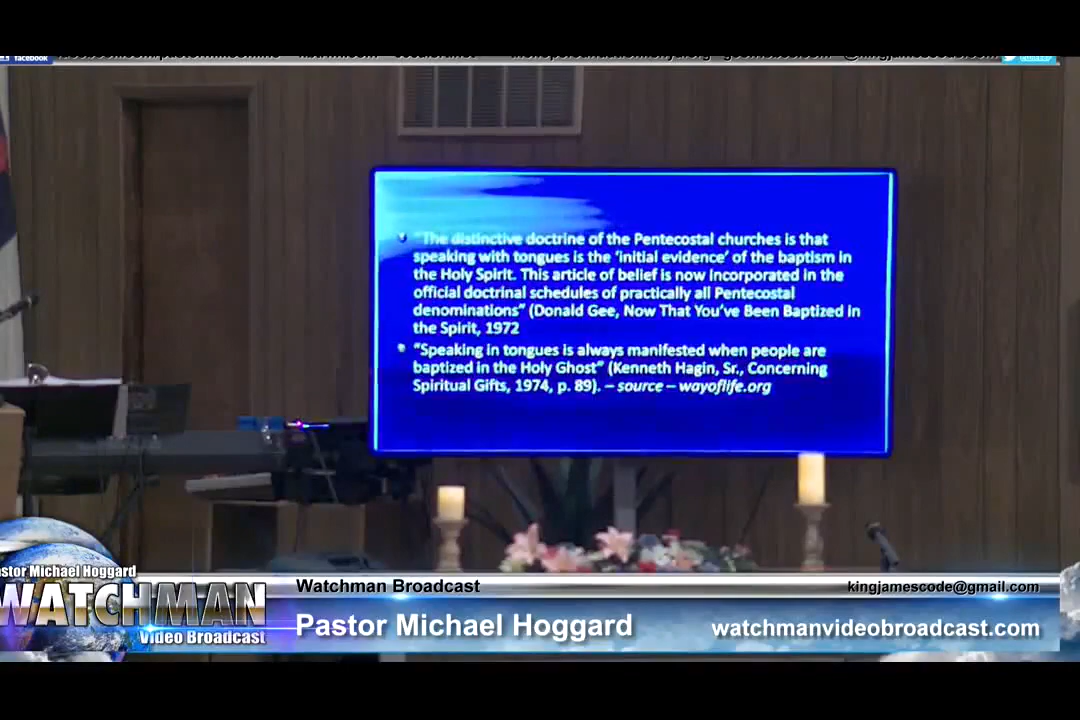 facebook
• "The distinctive doctrine of the Pentecostal churches is that
speaking with tongues is the 'initial evidence' of the baptism in
the Holy Spirit. This article of belief is now incorporated in the
official doctrinal schedules of practically all Pentecostal
denominations" (Donald Gee, Now That You've Been Baptized in
the Spirit, 1972
• "Speaking in tongues is always manifested when people are
baptized in the Holy Ghost" (Kenneth Hagin, Sr., Concerning
Spiritual Gifts, 1974, p. 89). – source – wayoflife.org
Pastor Michael Hoggard
WATCHMAN
Video Broadcast
Watchman Broadcast
kingjamescode@gmail.com
Pastor Michael Hoggard
watchmanvideobroadcast.com